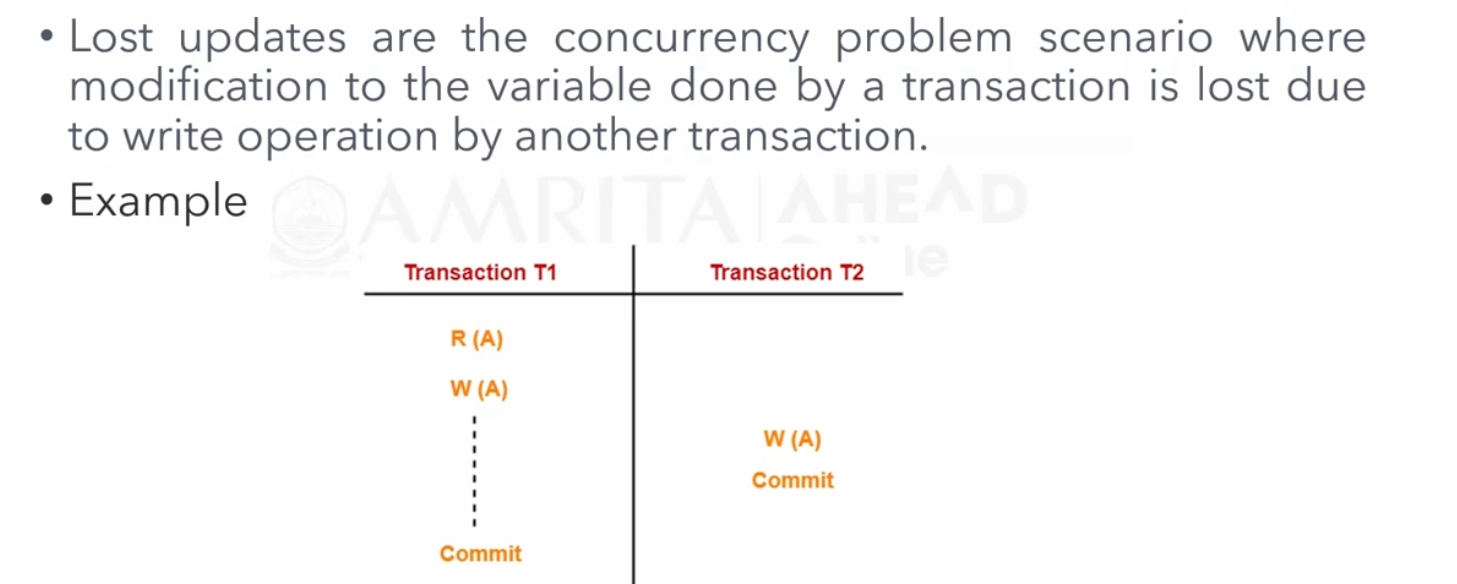 • Lost updates are the concurrency problem scenario where
modification to the variable done by a transaction is lost due
to write operation by another transaction.
• Example
AMRITA AHEAD
Transaction T1 Transaction T2
R (A)
W (A)
W (A)
Commit
Commit